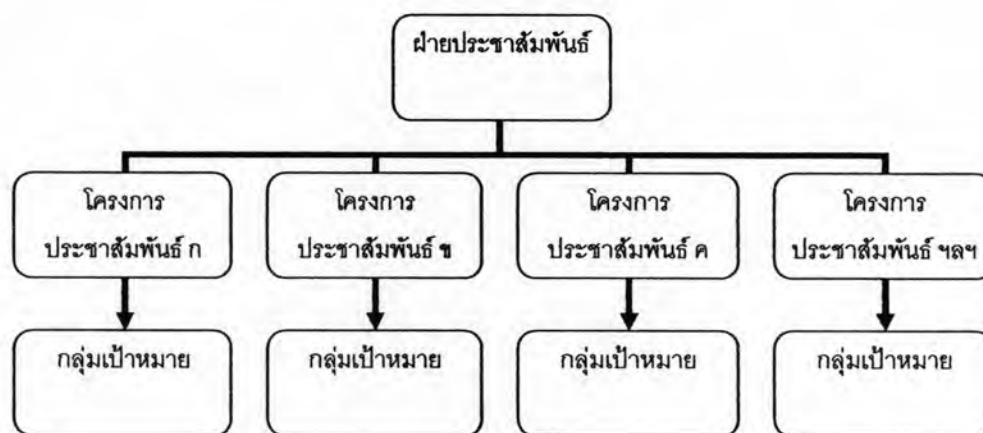 ฝ่ายประชาสัมพันธ์
โครงการ
ประชาสัมพันธ์ ก
โครงการ
ประชาสัมพันธ์ ข
โครงการ
ประชาสัมพันธ์ ค
โครงการ
ประชาสัมพันธ์ ฯลฯ
กลุ่มเป้าหมาย
กลุ่มเป้าหมาย
กลุ่มเป้าหมาย
กลุ่มเป้าหมาย